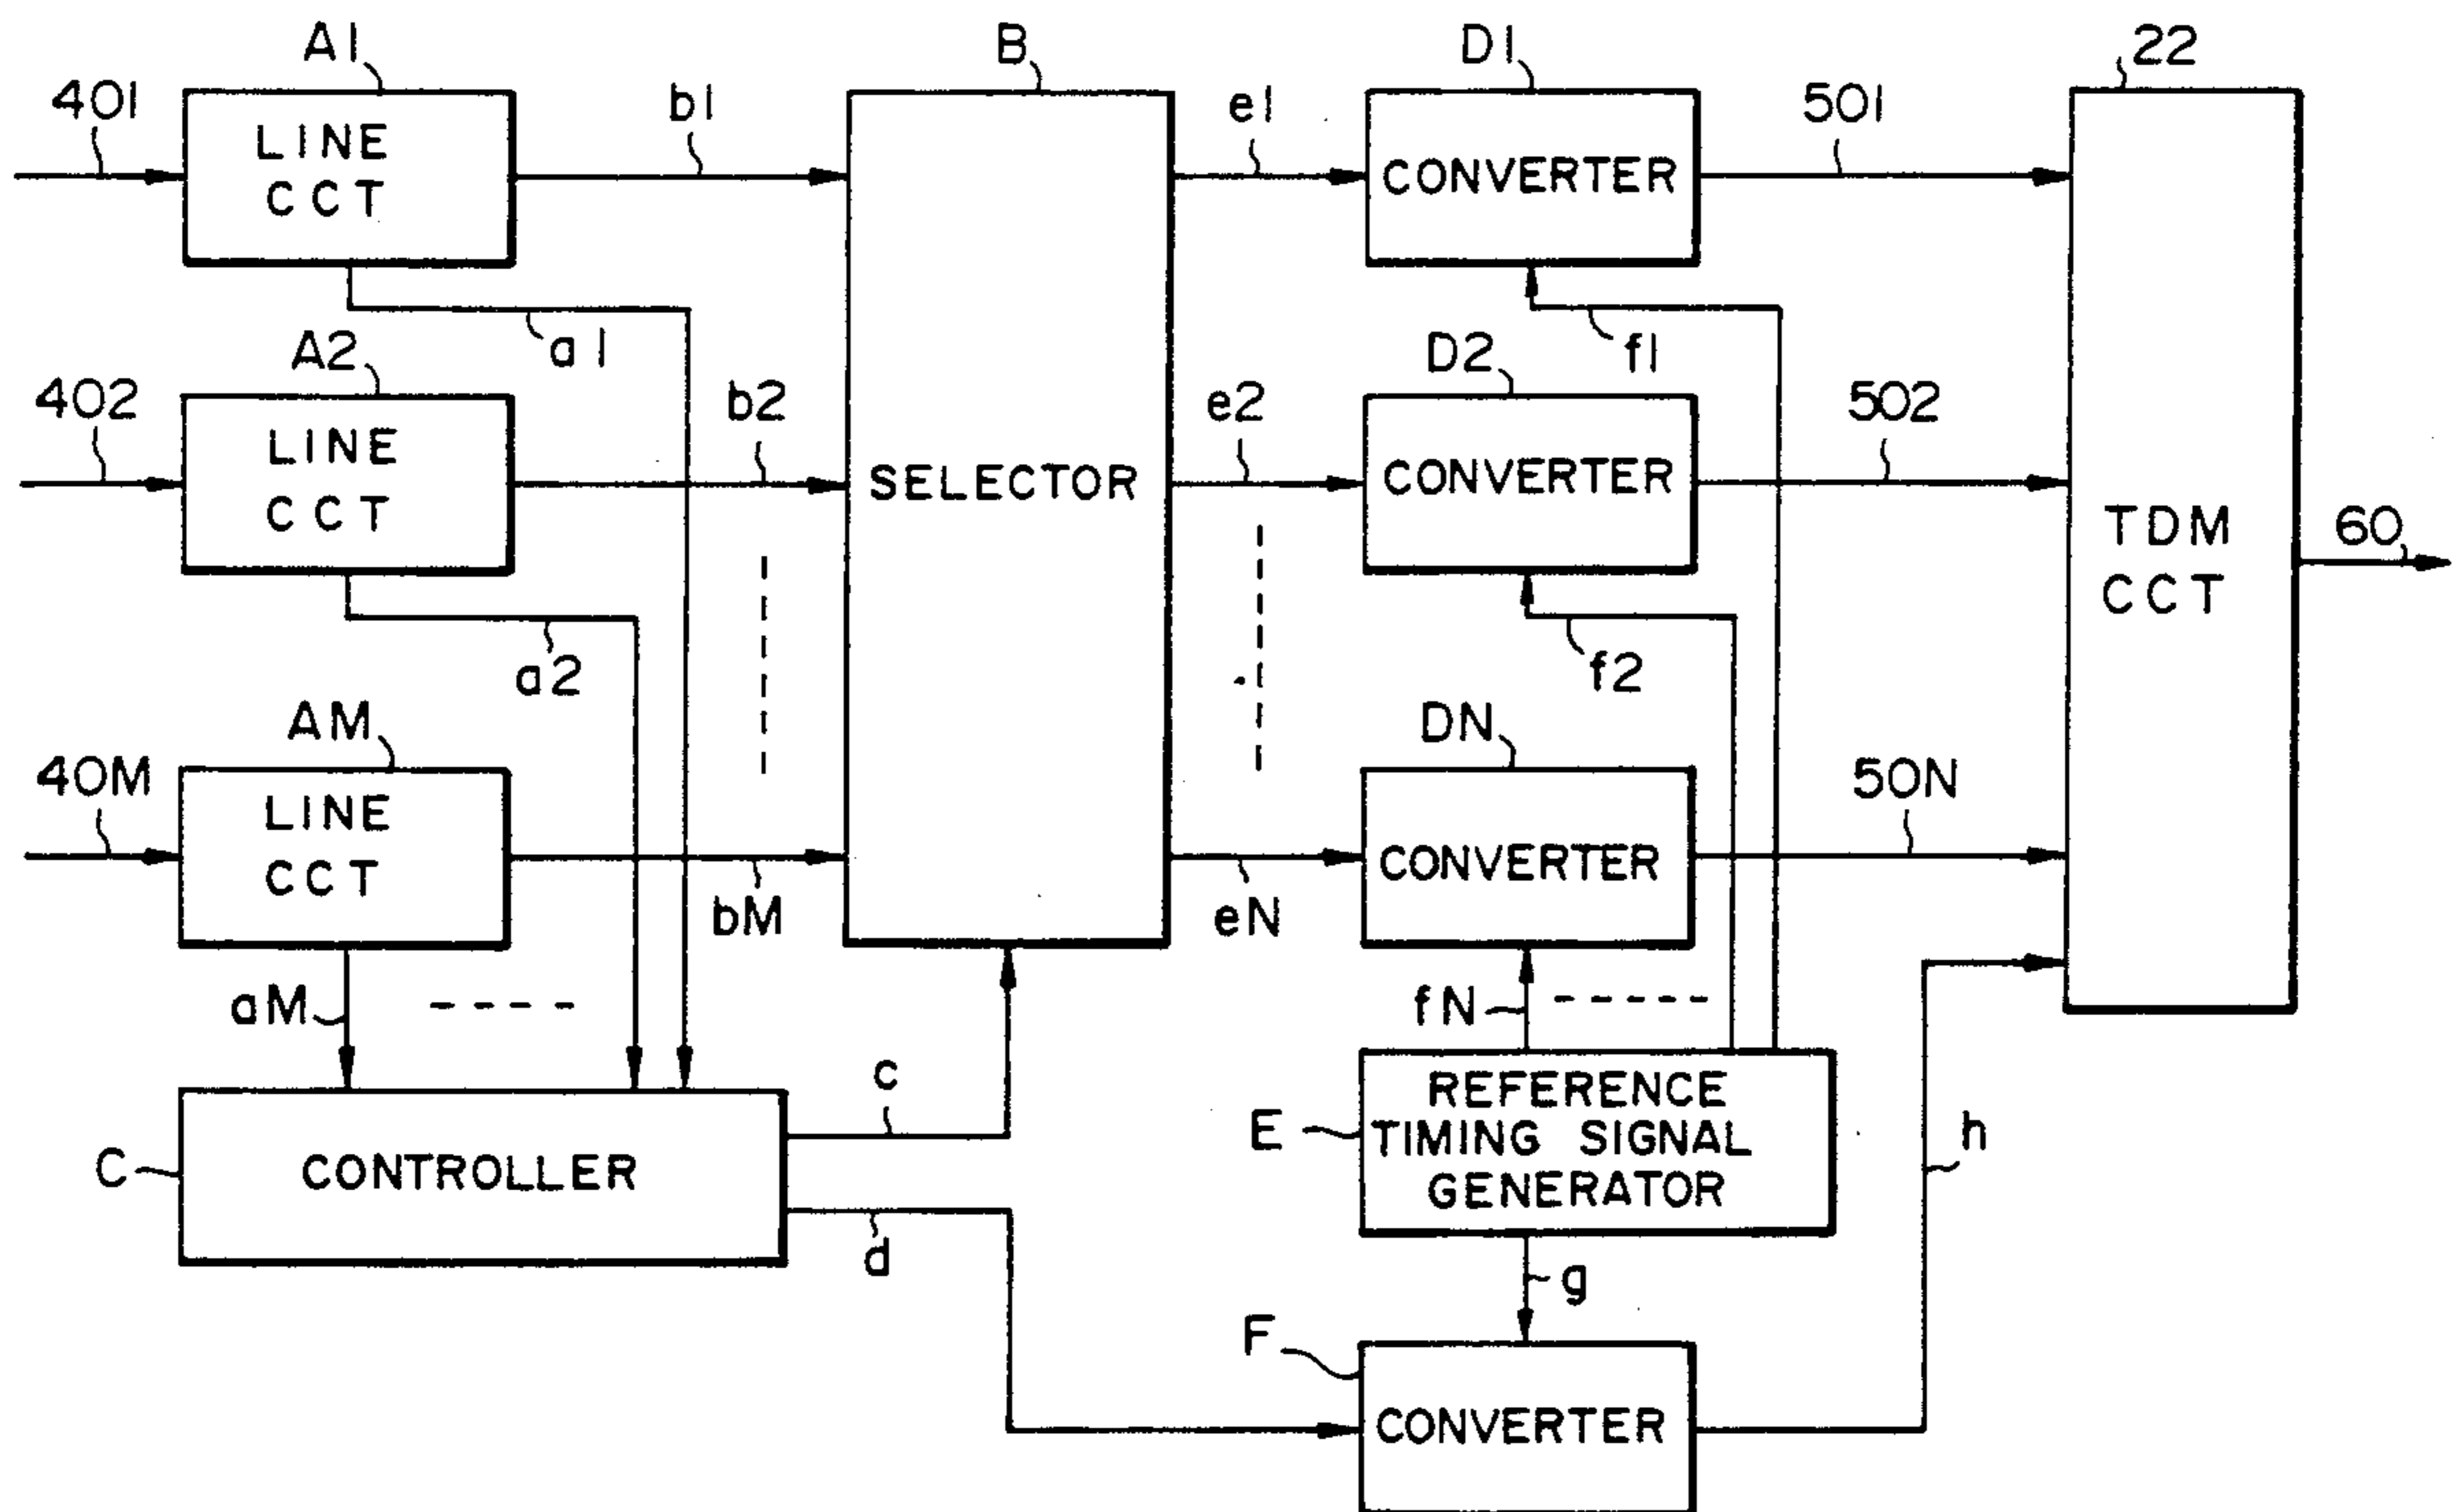 A1
B
D1
22
401
LINE
CCT
b1
e1
CONVERTER
501
a1
f1
A2
D2
402
LINE
CCT
b2
SELECTOR
e2
CONVERTER
502
TDM
CCT
60
a2
f2
AM
DN
40M
LINE
CCT
bM
eN
CONVERTER
50N
aM
fN
c
C
CONTROLLER
d
E
REFERENCE
TIMING SIGNAL
GENERATOR
h
g
F
CONVERTER